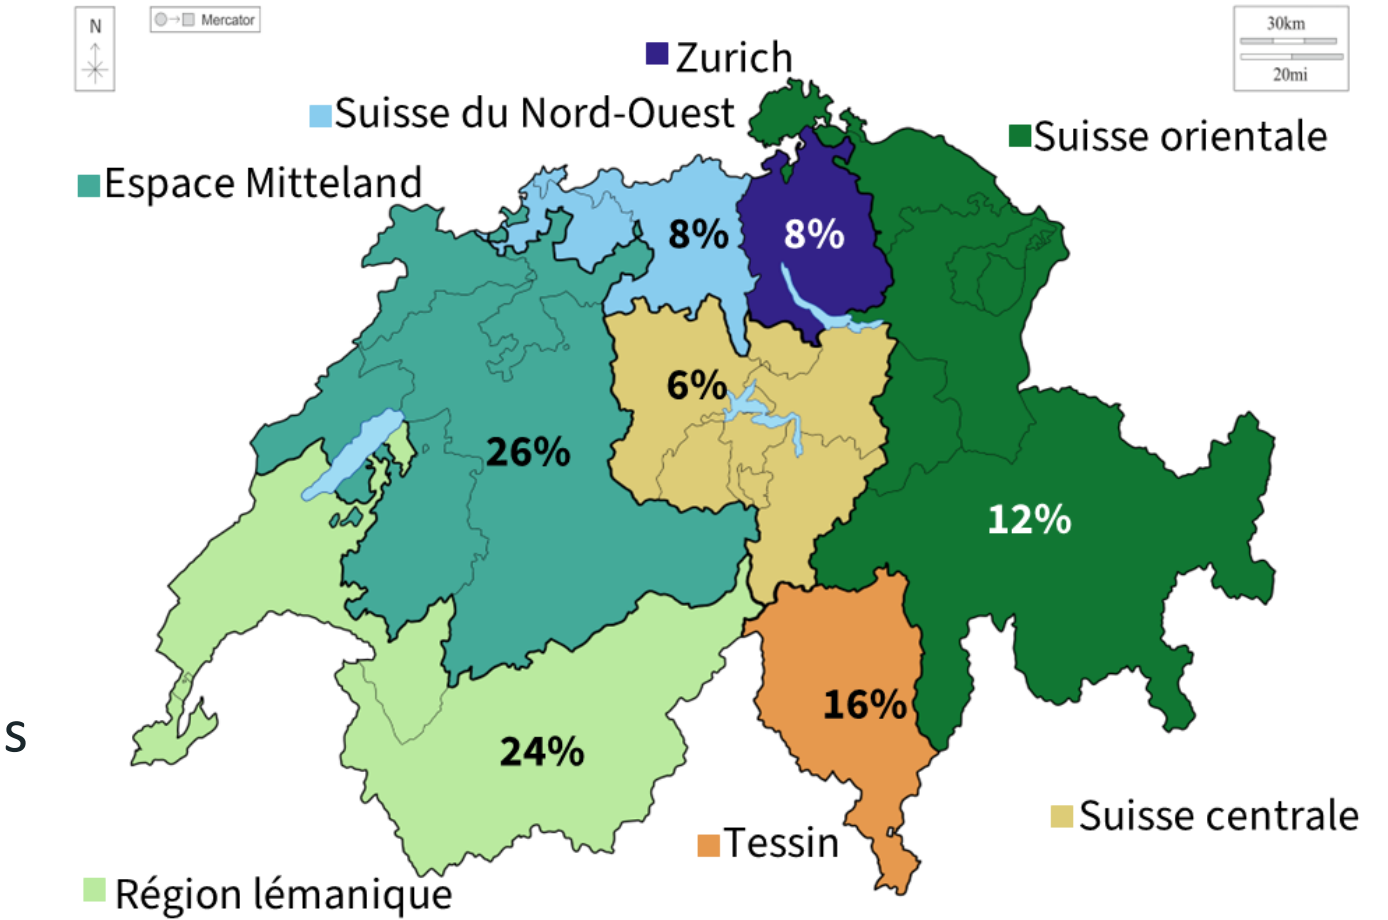 N
Mercator
30km
20mi
Zurich
Suisse du Nord-Ouest
Suisse orientale
Espace Mitteland
8%
8%
6%
26%
12%
16%
24%
s
Suisse centrale
Tessin
Région lémanique